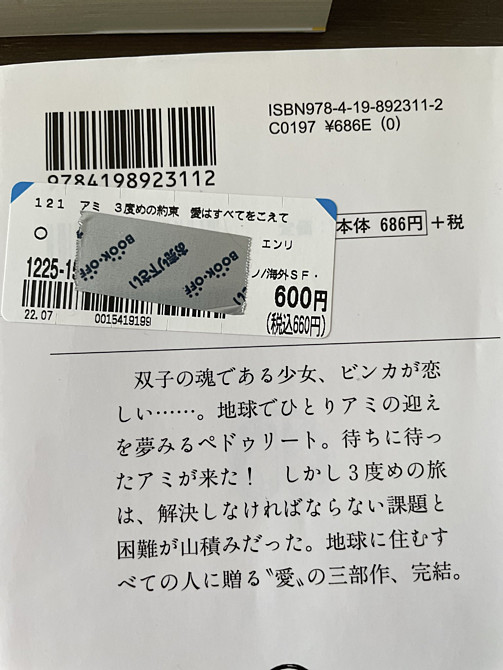 ISBN978-4-19-892311-2
C0197 ¥686E (0)
9784198923112
121 アミ 3度めの約束 愛はすべてをこえて
本体 686円+税
エンリ
BOOK-OFF
お売り下さい
BOOK-OFF
1225-15
ノ/海外SF・
600円
(税込660円)
22.07 0015419199
双子の魂である少女、ビンカが恋
しい……。地球でひとりアミの迎え
を夢みるペドゥリート。待ちに待っ
たアミが来た! しかし3度めの旅
は、解決しなければならない課題と
困難が山積みだった。地球に住むす
べての人に贈る〝愛〟の三部作、完結。